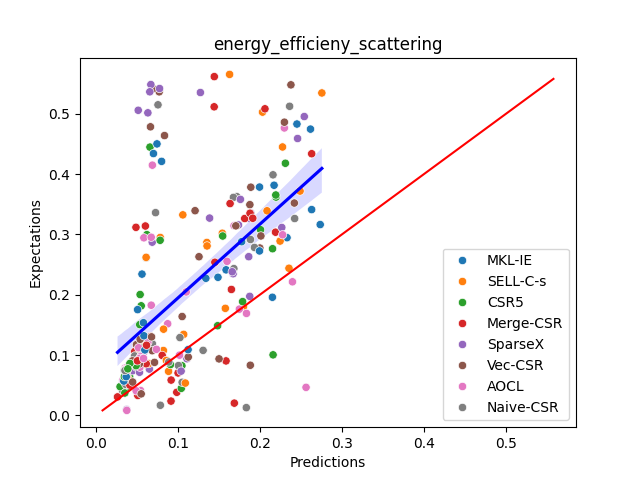 energy_efficieny_scattering
Expectations
0.5
0.4
0.3
0.2
0.1
0.0
0.0 0.1 0.2 0.3 0.4 0.5
Predictions
MKL-IE
SELL-C-s
CSR5
Merge-CSR
SparseX
Vec-CSR
AOCL
Naive-CSR